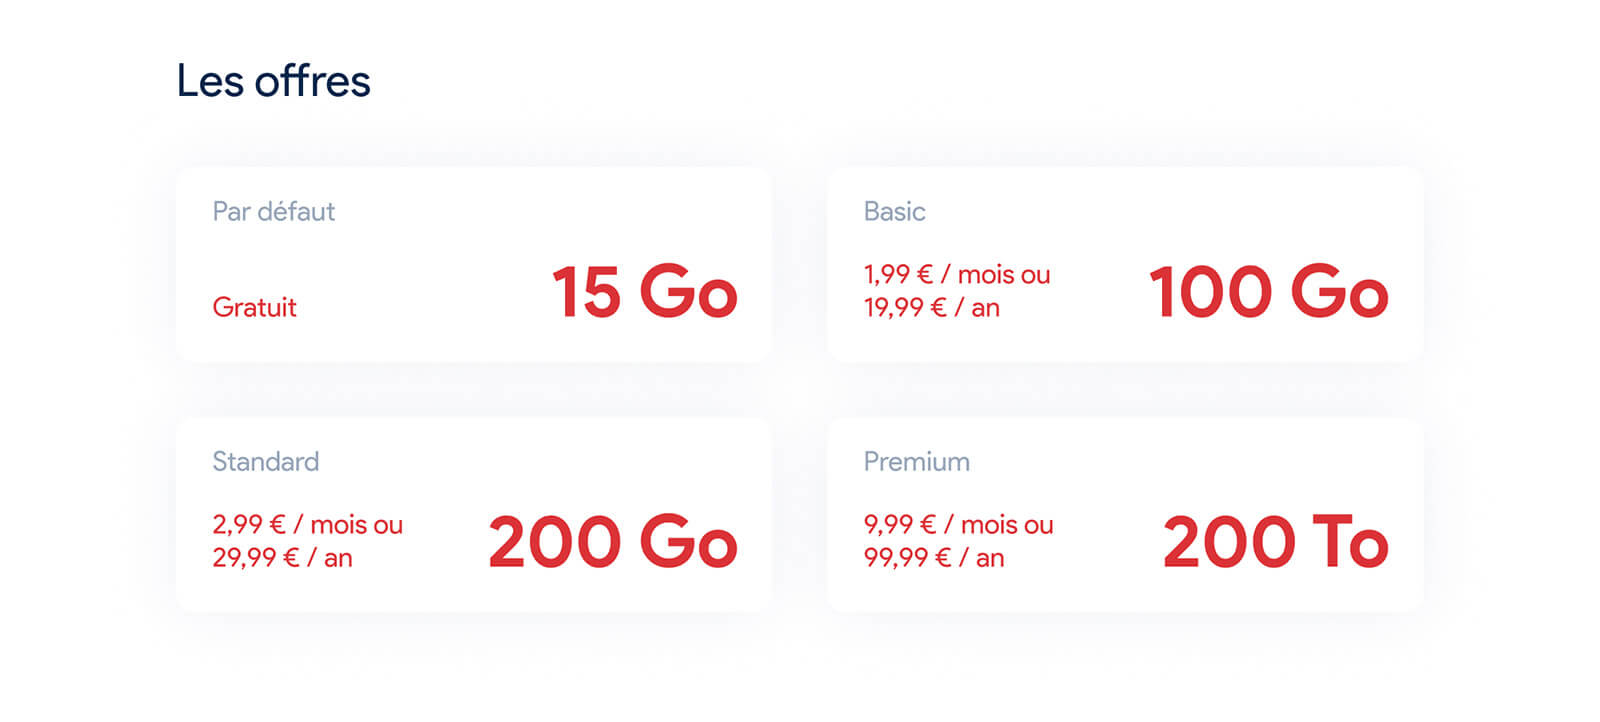 Les offres
Par défaut
Gratuit
15 Go
Basic
1,99 € / mois ou
19,99 € / an
100 Go
Standard
2,99 € / mois ou
29,99 € / an
200 Go
Premium
9,99 € / mois ou
99,99 € / an
200 To